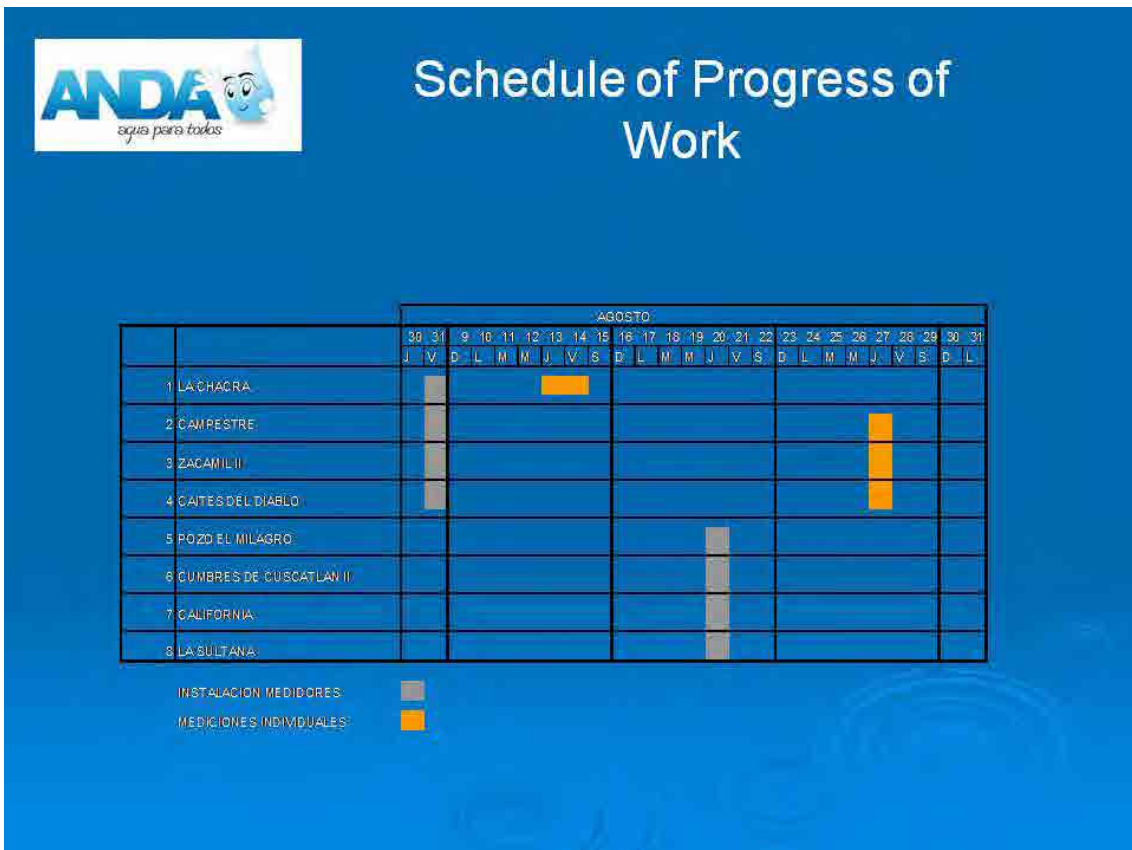 ANDA
agua para todos
Schedule of Progress of
Work
AGOSTO
30 31 9 10 11 12 13 14 15 16 17 18 19 20 21 22 23 24 25 26 27 28 29 30 31
J V D L M M J V S D L M M J V S D L M M J V S D L
1 LA CHACRA
2 CAMPESTRE
3 ZACAMIL II
4 CAITES DEL DIABLO
5 POZO EL MILAGRO
6 CUMBRES DE CUSCATLAN II
7 CALIFORNIA
8 LA SULTANA
INSTALACION MEDIDORES
MEDICIONES INDIVIDUALES